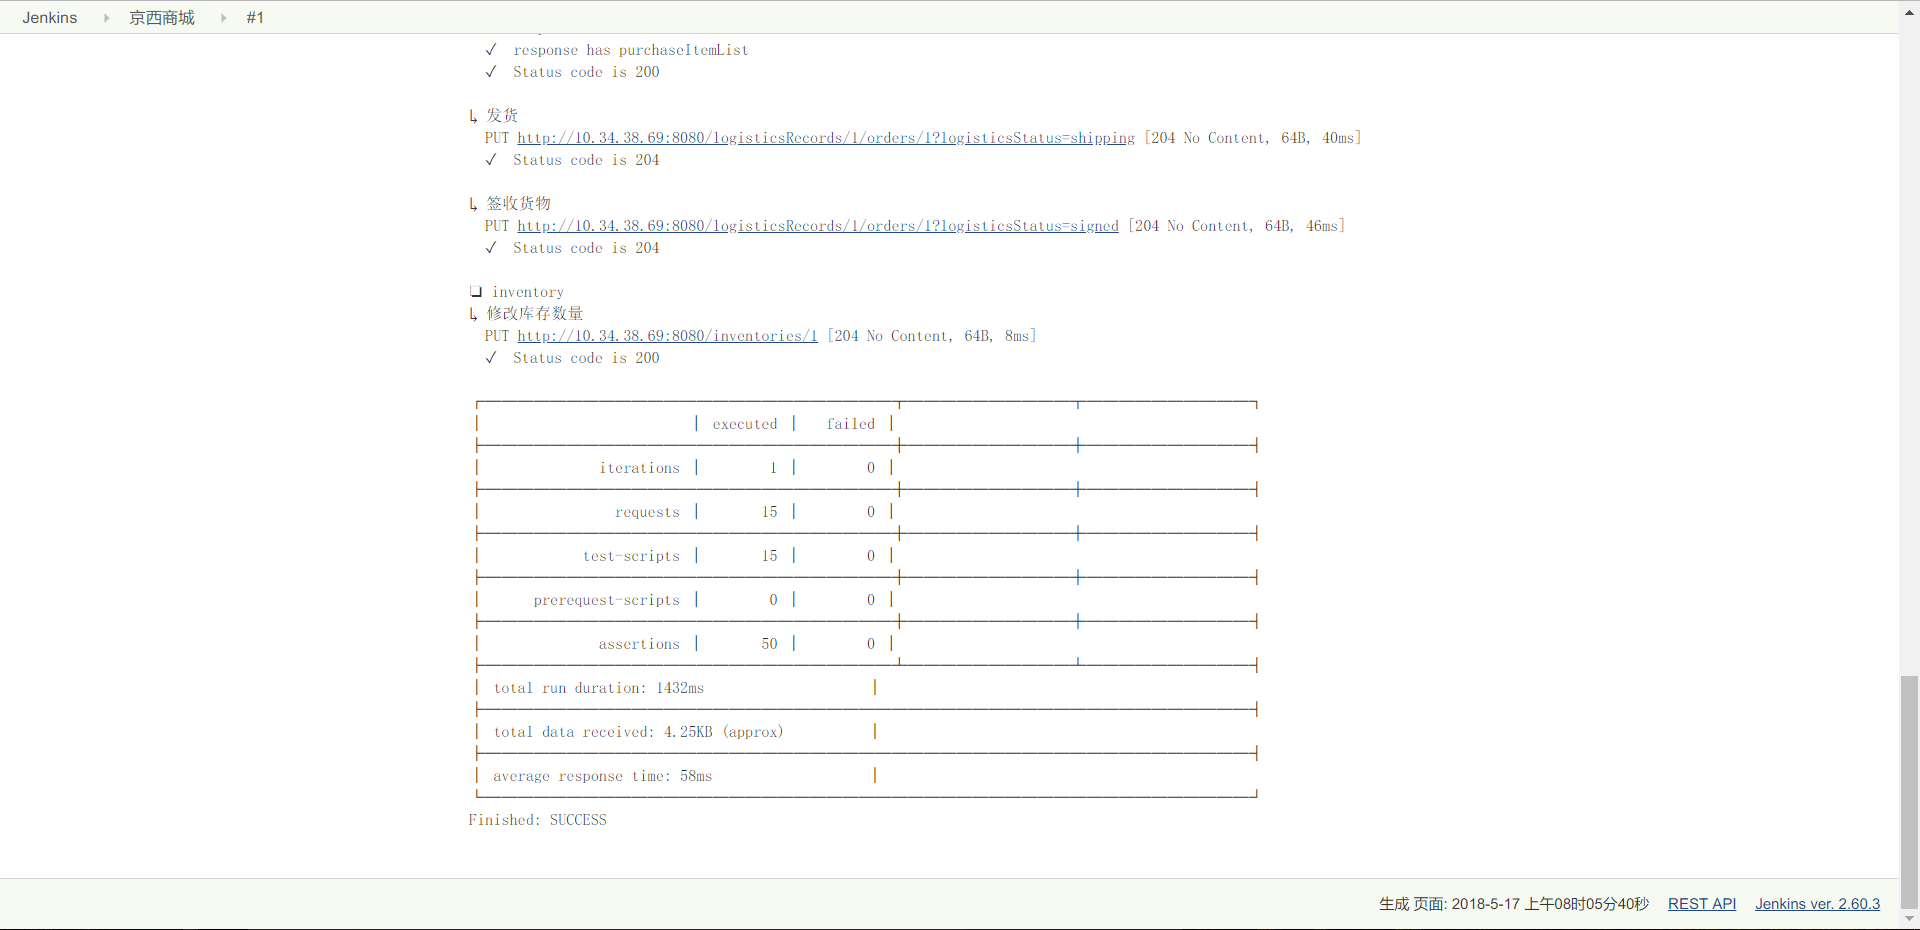 Jenkins 京西商城 #1
✓ response has purchaseItemList
✓ Status code is 200
↳ 发货
PUT http://10.34.38.69:8080/logisticsRecords/1/orders/1?logisticsStatus=shipping [204 No Content, 64B, 40ms]
✓ Status code is 204
↳ 签收货物
PUT http://10.34.38.69:8080/logisticsRecords/1/orders/1?logisticsStatus=signed [204 No Content, 64B, 46ms]
✓ Status code is 204
❏ inventory
↳ 修改库存数量
PUT http://10.34.38.69:8080/inventories/1 [204 No Content, 64B, 8ms]
✓ Status code is 200
executed failed
iterations 1 0
requests 15 0
test-scripts 15 0
prerequest-scripts 0 0
assertions 50 0
total run duration: 1432ms
total data received: 4.25KB (approx)
average response time: 58ms
Finished: SUCCESS
生成 页面: 2018-5-17 上午08时05分40秒 REST API Jenkins ver. 2.60.3